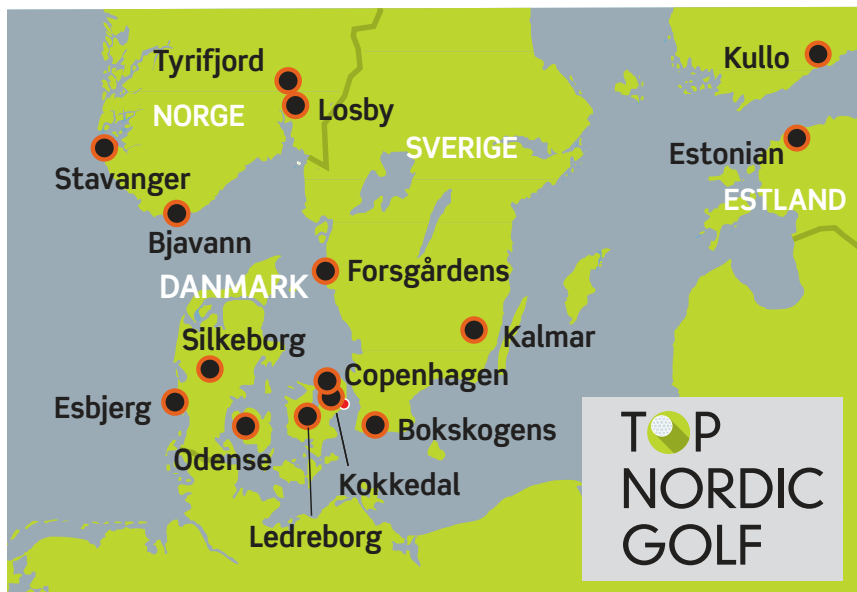 Tyrifjord
Kullo
NORGE
Losby
SVERIGE
Estonian
Stavanger
ESTLAND
Bjavann
Forsgårdens
DANMARK
Silkeborg
Kalmar
Copenhagen
Esbjerg
Bokskogens
Odense
Kokkedal
Ledreborg
TOP
NORDIC
GOLF